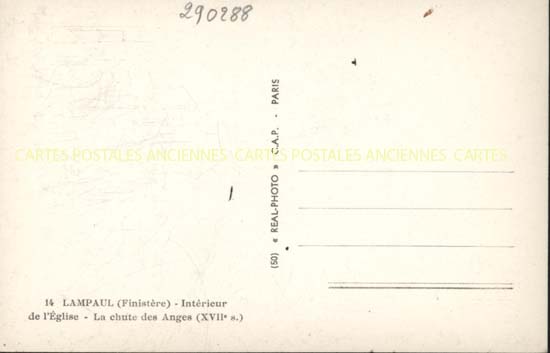 290288
CARTES POSTALES ANCIENNES CARTES POSTALES ANCIENNES CARTES
(50) « REAL-PHOTO » C.A.P. - PARIS
14 LAMPAUL (Finistère) - Intérieur
de l'Église - La chute des Anges (XVIIe s.)